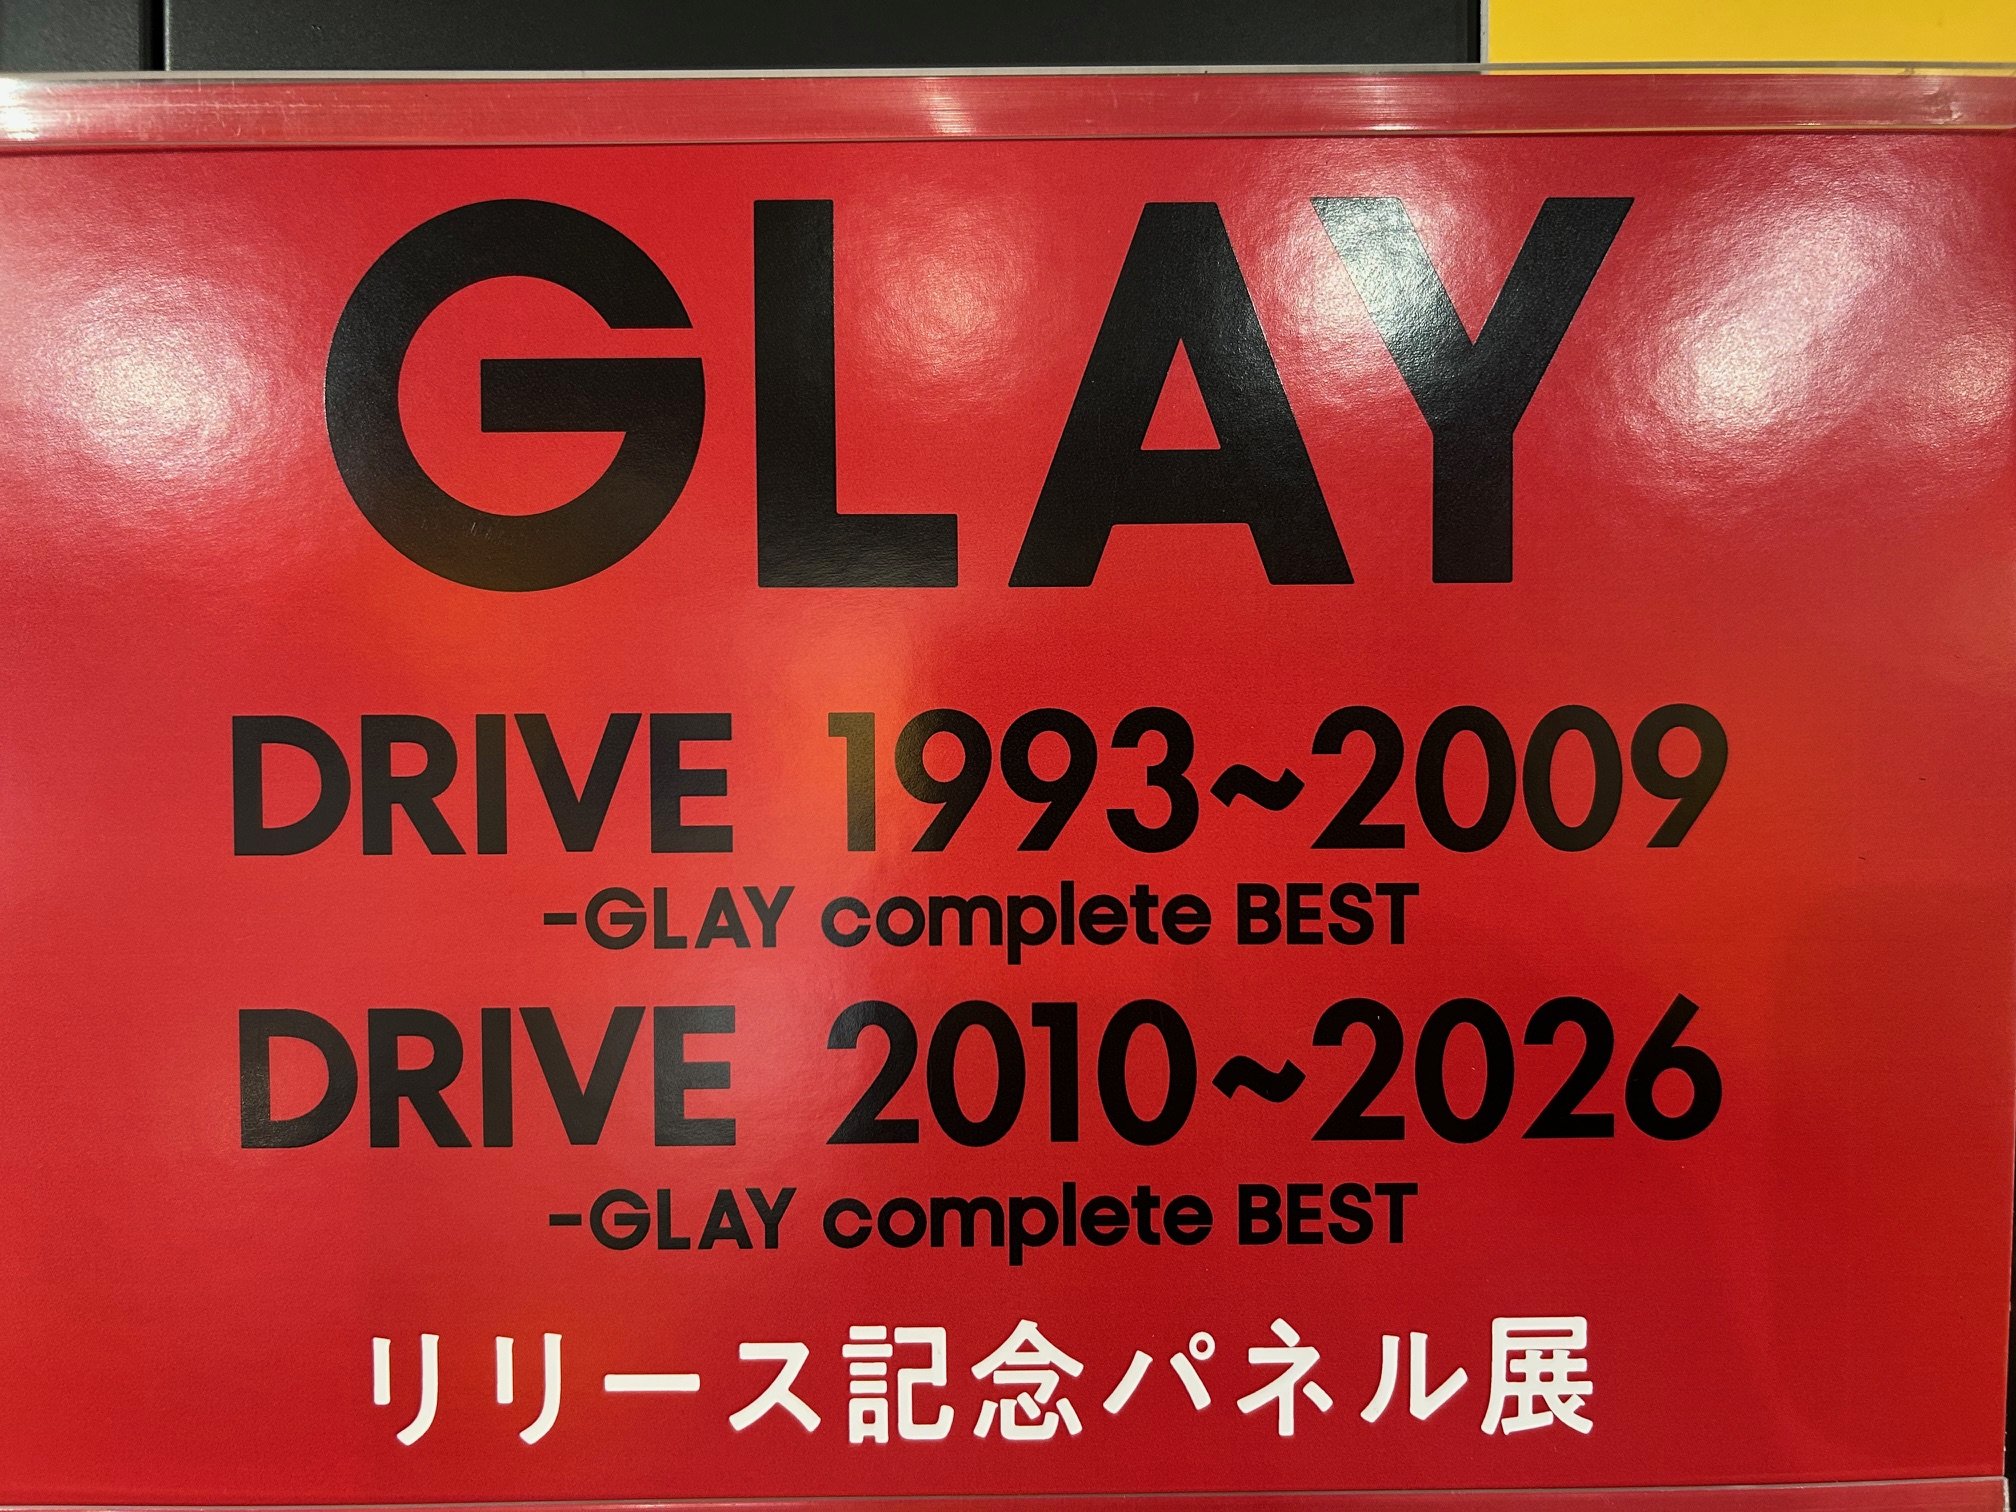 GLAY
DRIVE 1993~2009
-GLAY complete BEST
DRIVE 2010~2026
-GLAY complete BEST
リリース記念パネル展